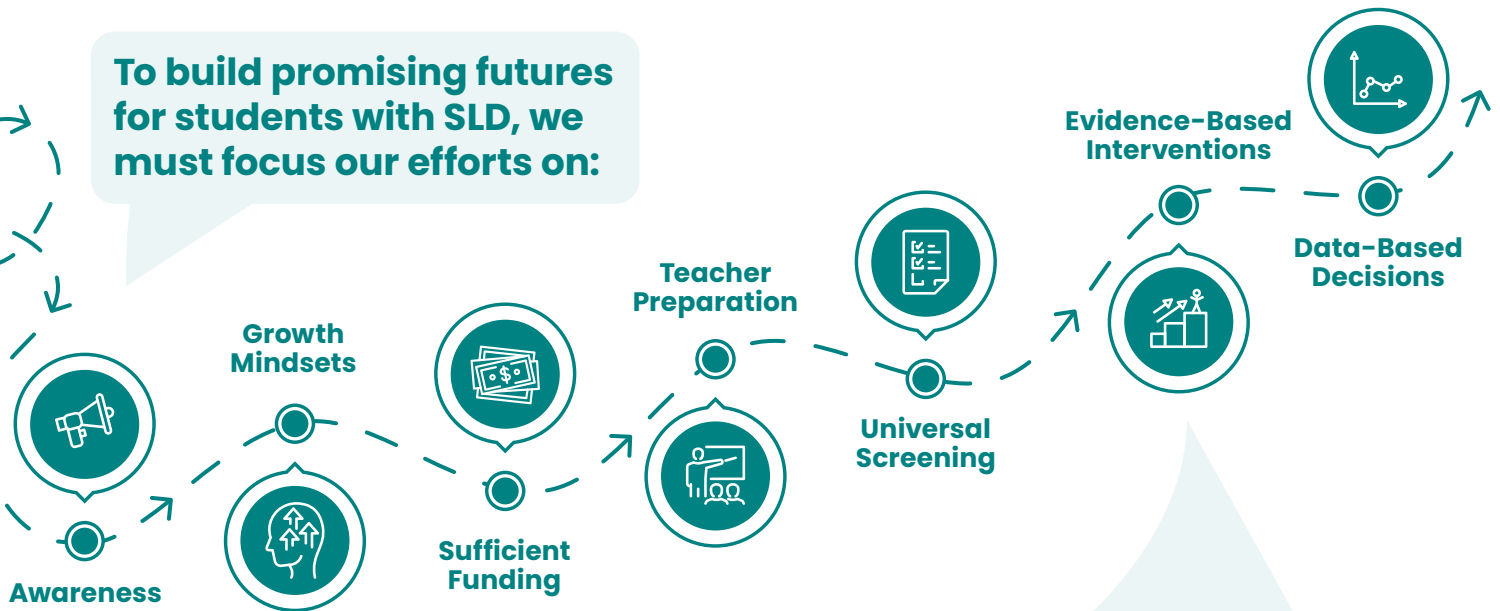 To build promising futures
for students with SLD, we
must focus our efforts on:
Awareness
Growth
Mindsets
Sufficient
Funding
Teacher
Preparation
Universal
Screening
Evidence-Based
Interventions
Data-Based
Decisions
$